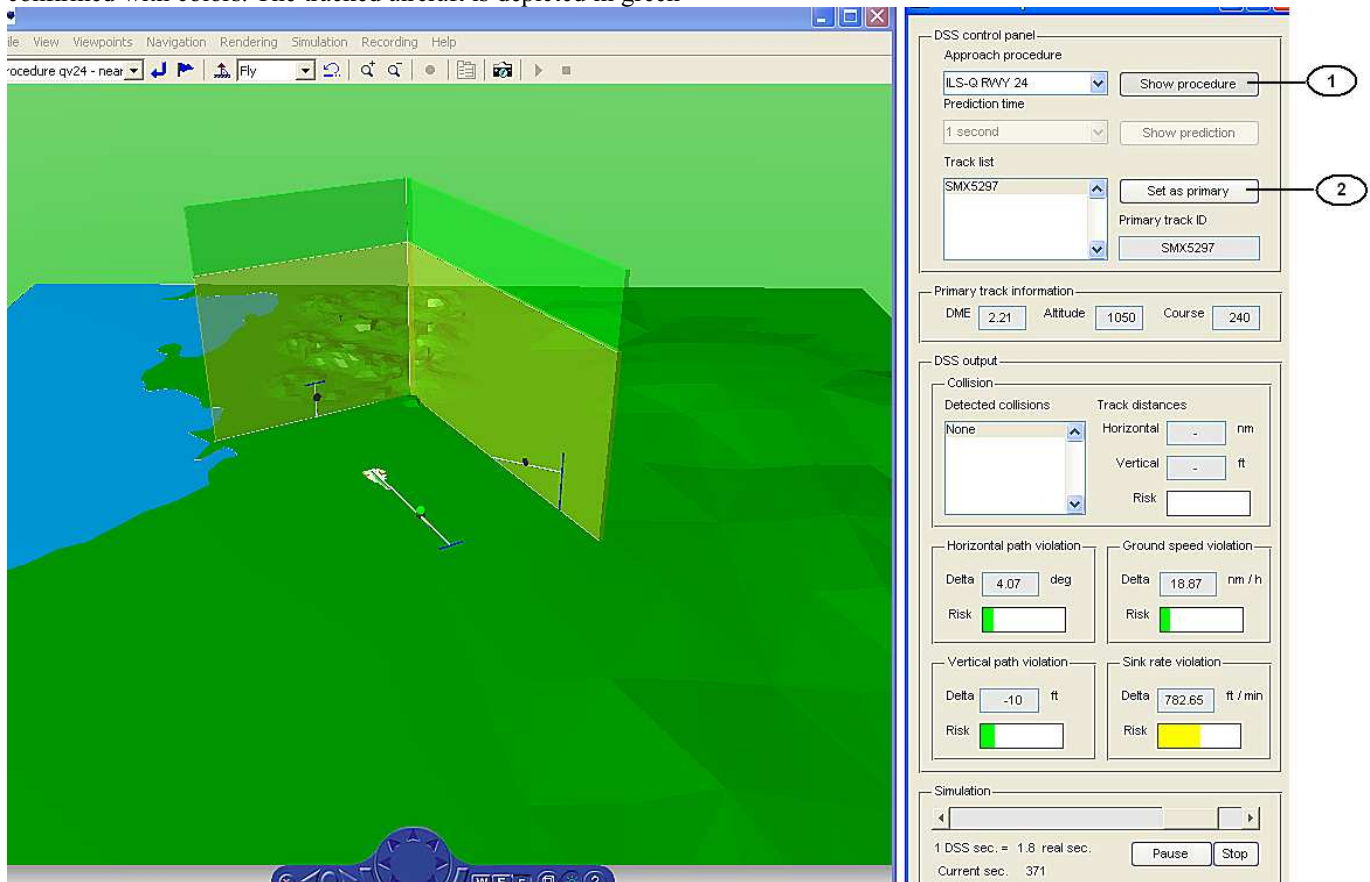 confirmed with colors. The tracked aircraft is depicted in green
ile View Viewpoints Navigation Rendering Simulation Recording Help
rocedure qv24 - near
Fly
DSS control panel
Approach procedure
ILS-Q RWY 24
Show procedure
1
Prediction time
1 second
Show prediction
Track list
SMX5297
Set as primary
2
Primary track ID
SMX5297
Primary track information
DME 2.21 Altitude 1050 Course 240
DSS output
Collision
Detected collisions
Track distances
None
Horizontal - nm
Vertical - ft
Risk
Horizontal path violation
Ground speed violation
Delta 4.07 deg
Delta 18.87 nm / h
Risk
Risk
Vertical path violation
Sink rate violation
Delta -10 ft
Delta 782.65 ft / min
Risk
Risk
Simulation
1 DSS sec. = 1.8 real sec.
Pause
Stop
Current sec. 371